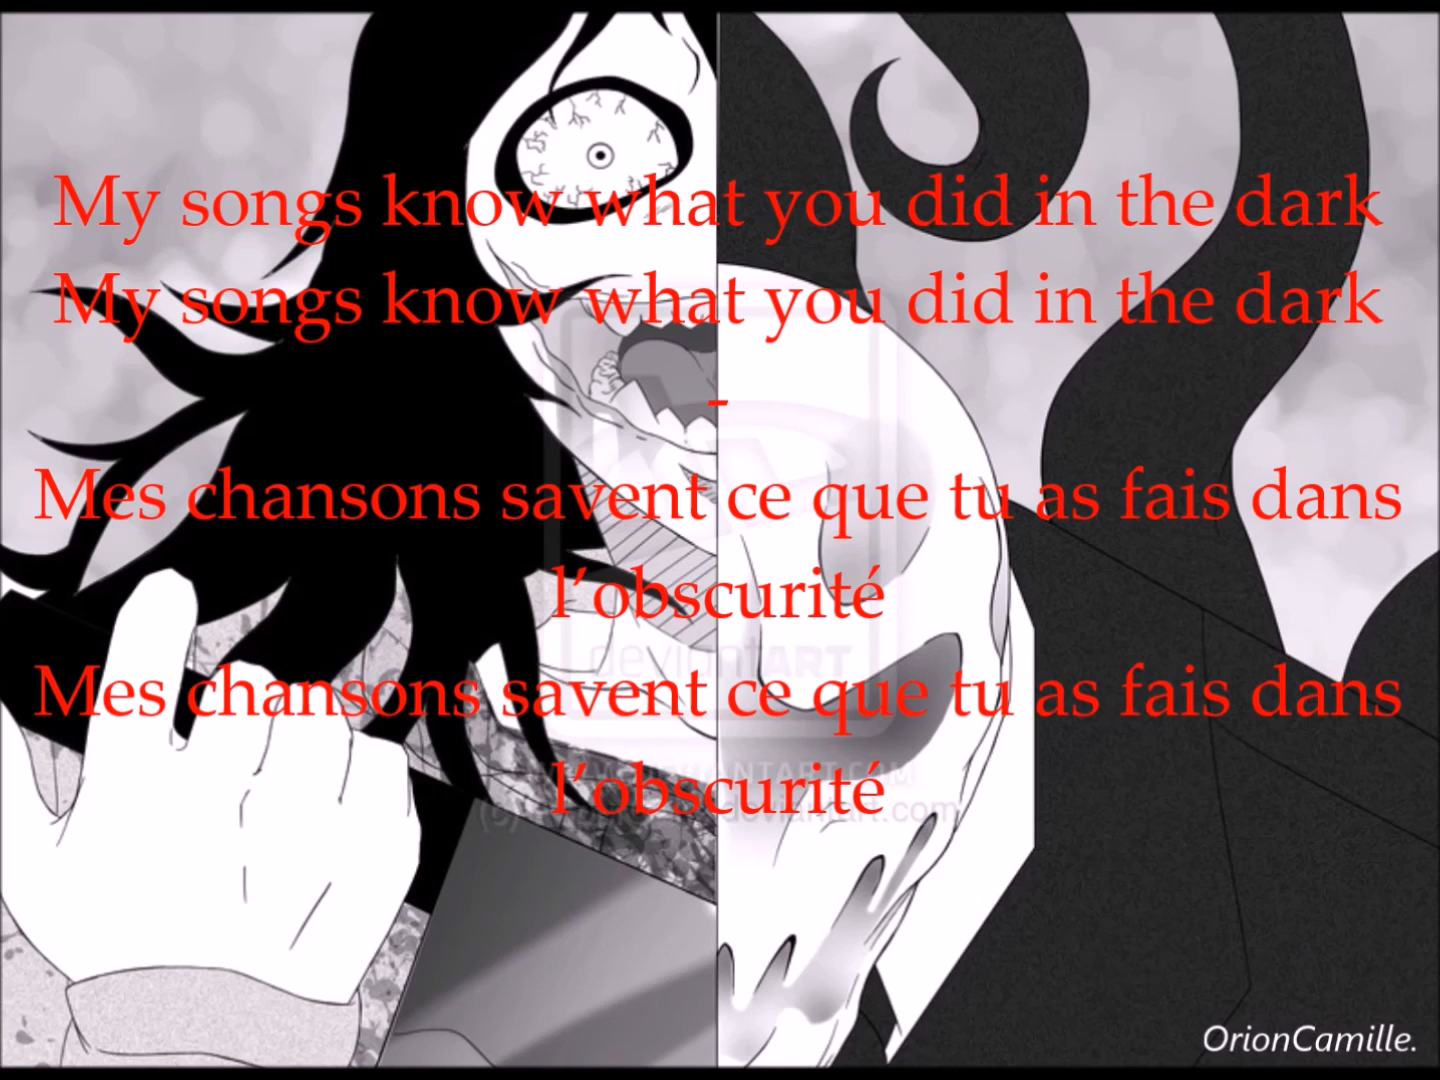 My songs know what you did in the dark
My songs know what you did in the dark
-
Mes chansons savent ce que tu as fais dans
l’obscurité
Mes chansons savent ce que tu as fais dans
l’obscurité
deviantART
OrionCamille.